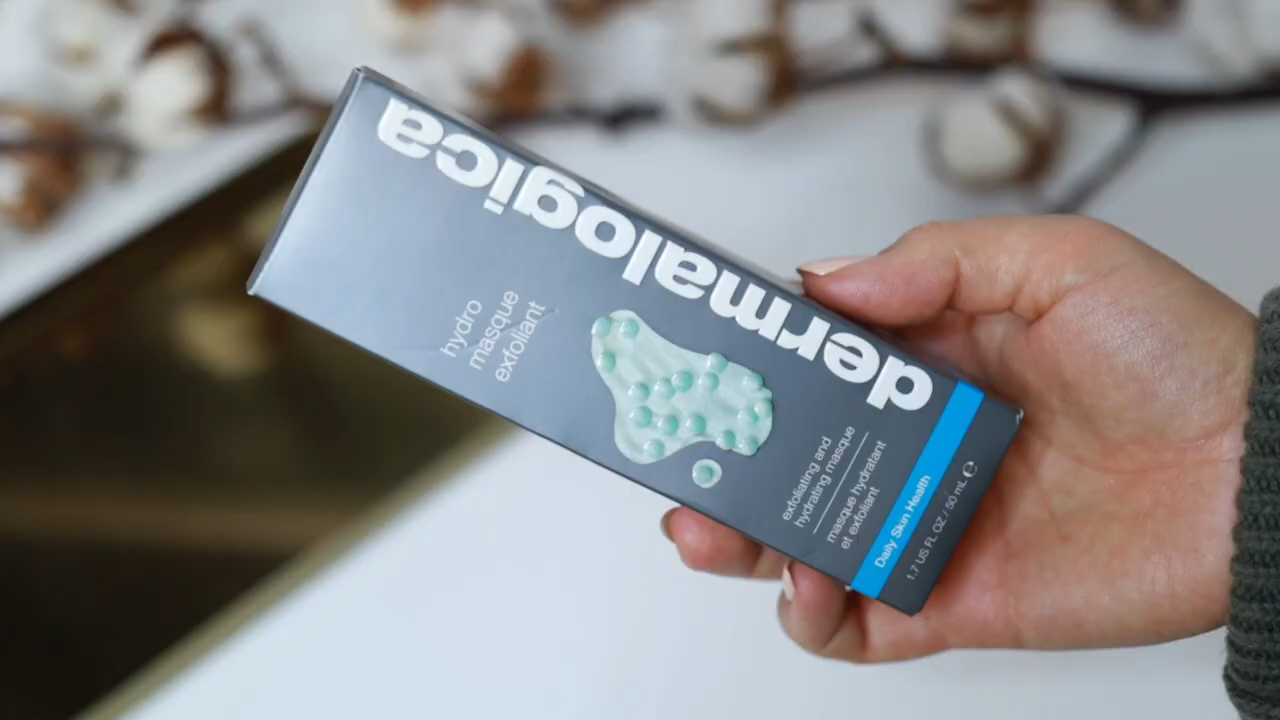 dermalogica
hydro
masque
exfoliant
exfoliating and
hydrating masque
masque hydratant
et exfoliant
Daily Skin Health
1.7 US FL OZ / 50 mL ℮